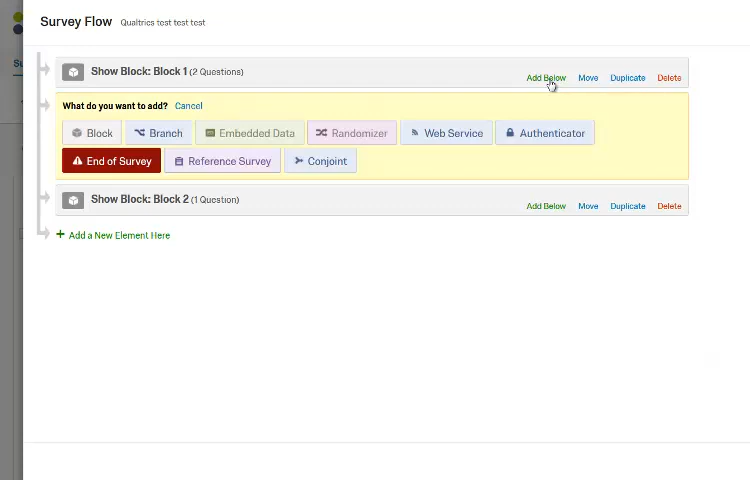 Survey Flow Qualtrics test test test
Show Block: Block 1 (2 Questions)
Add Below Move Duplicate Delete
What do you want to add? Cancel
Block Branch Embedded Data Randomizer Web Service Authenticator
End of Survey Reference Survey Conjoint
Show Block: Block 2 (1 Question)
Add Below Move Duplicate Delete
+ Add a New Element Here